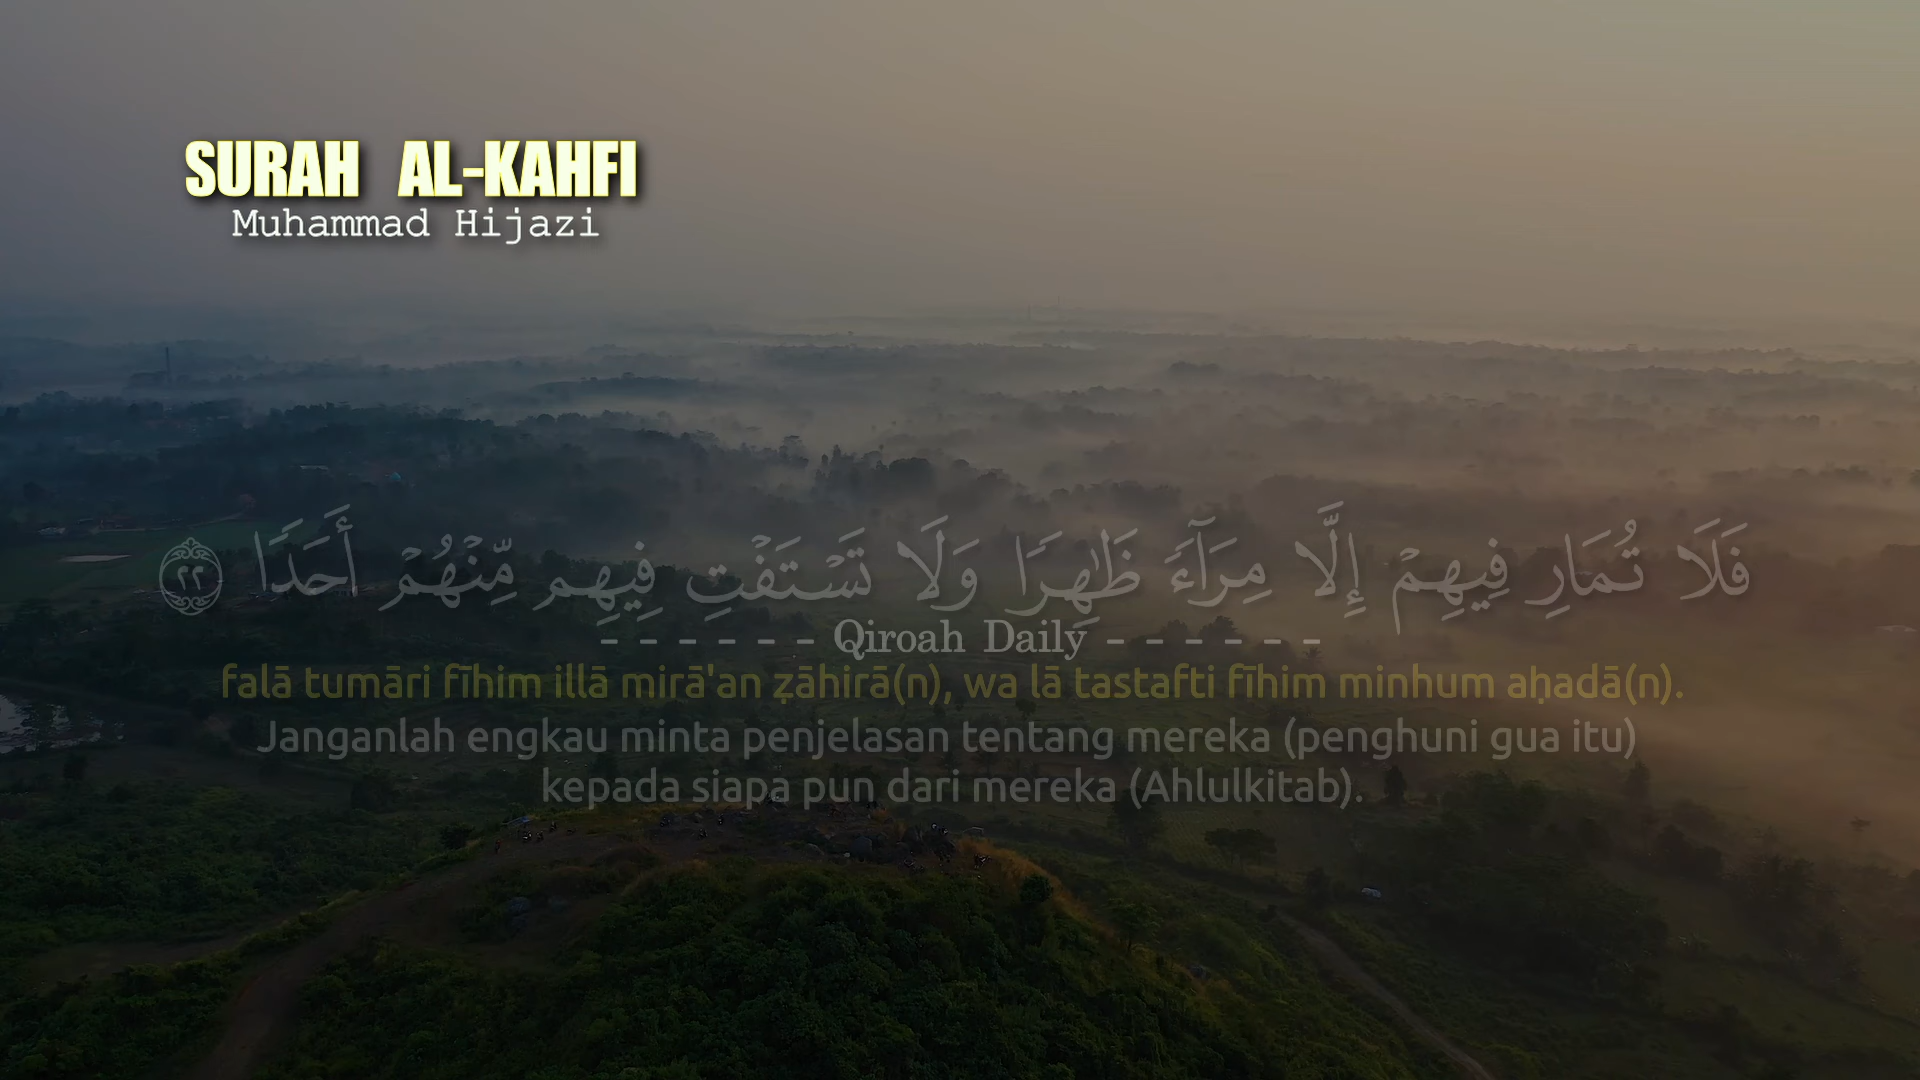 SURAH AL-KAHFI
Muhammad Hijazi
فَلَا تُمَارِ فِيهِمْ إِلَّا مِرَآءً ظَٰهِرًا وَلَا تَسْتَفْتِ فِيهِم مِّنْهُمْ أَحَدًا ٢٢
- - - - - - Qiroah Daily - - - - - -
falā tumāri fīhim illā mirā'an ẓāhirā(n), wa lā tastafti fīhim minhum aḥadā(n).
Janganlah engkau minta penjelasan tentang mereka (penghuni gua itu)
kepada siapa pun dari mereka (Ahlulkitab).